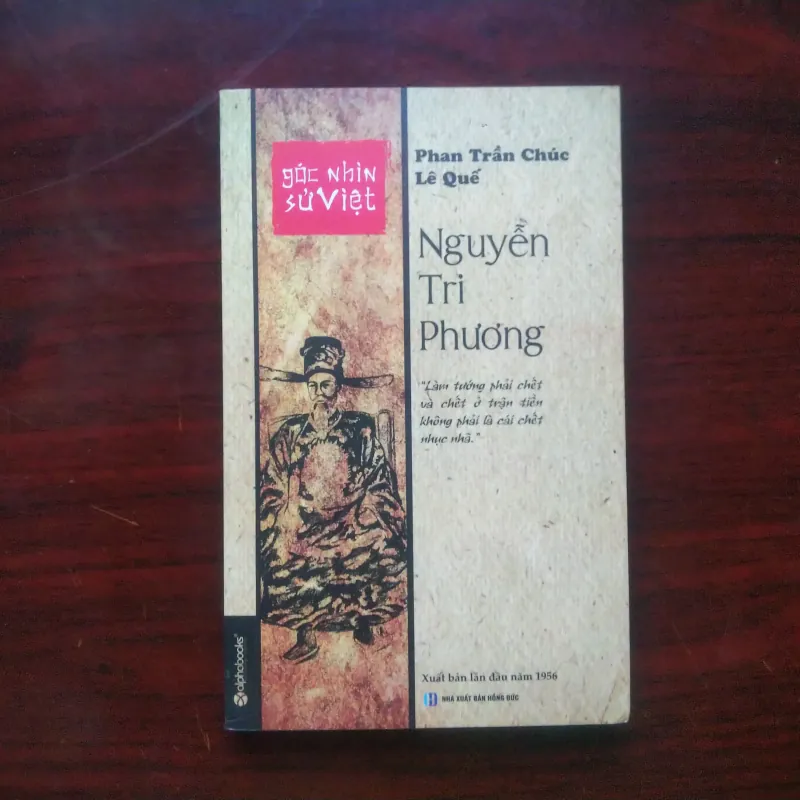 góc nhìn
sử Việt
Phan Trần Chúc
Lê Quế
Nguyễn
Tri
Phương
"Làm tướng phải chết
và chết ở trận tiền
không phải là cái chết
nhục nhã."
Xuất bản lần đầu năm 1956
NHÀ XUẤT BẢN HỒNG ĐỨC
alphabooks®